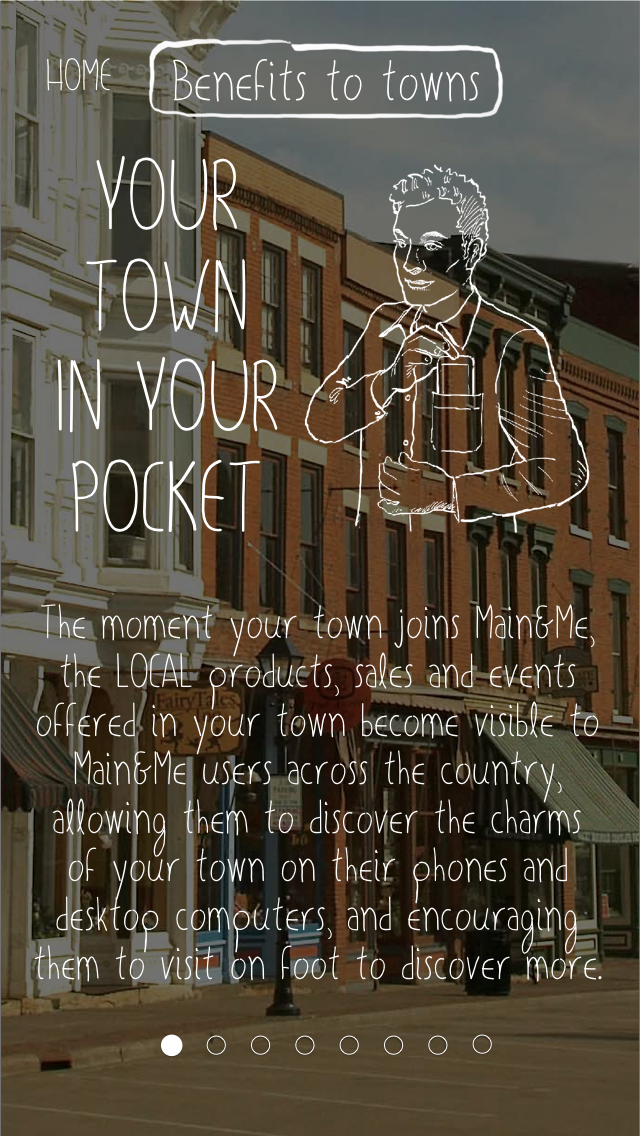 HOME
Benefits to towns
YOUR
TOWN
IN YOUR
POCKET
The moment your town joins Main&Me,
the LOCAL products, sales and events
offered in your town become visible to
Main&Me users across the country,
allowing them to discover the charms
of your town on their phones and
desktop computers, and encouraging
them to visit on foot to discover more.
FairyTales